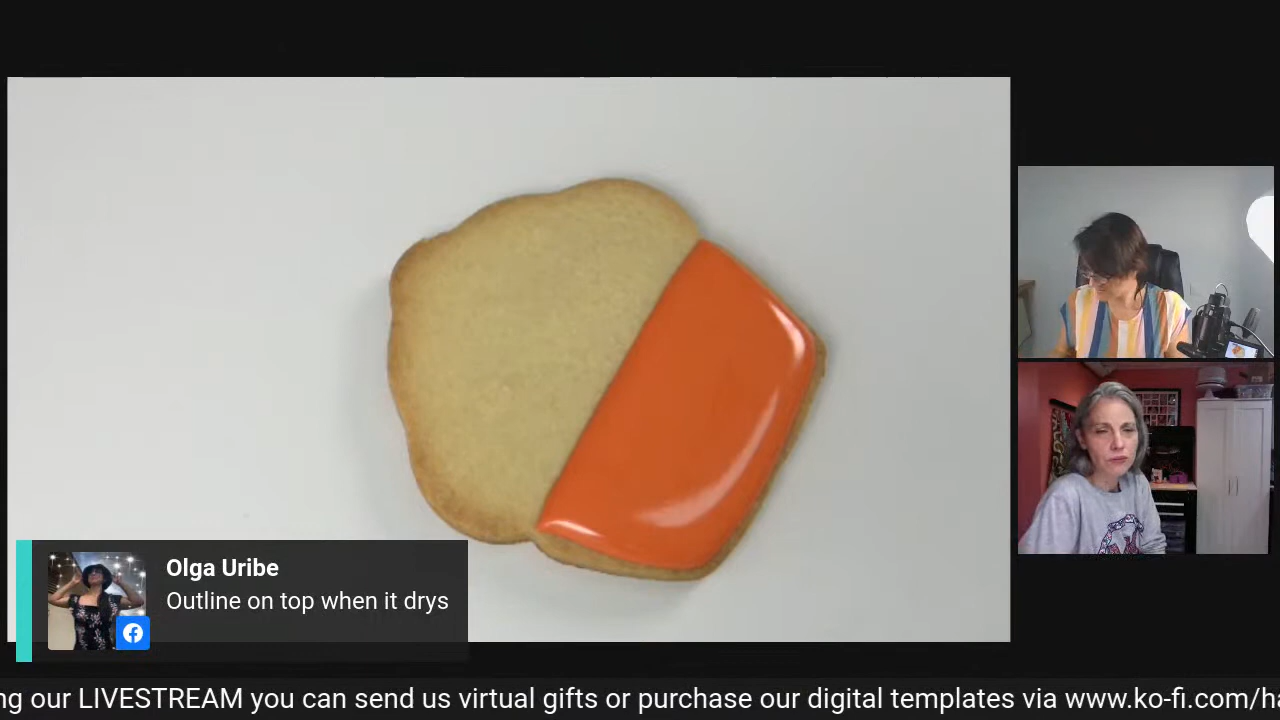 Olga Uribe
Outline on top when it drys
ng our LIVESTREAM you can send us virtual gifts or purchase our digital templates via www.ko-fi.com/ha